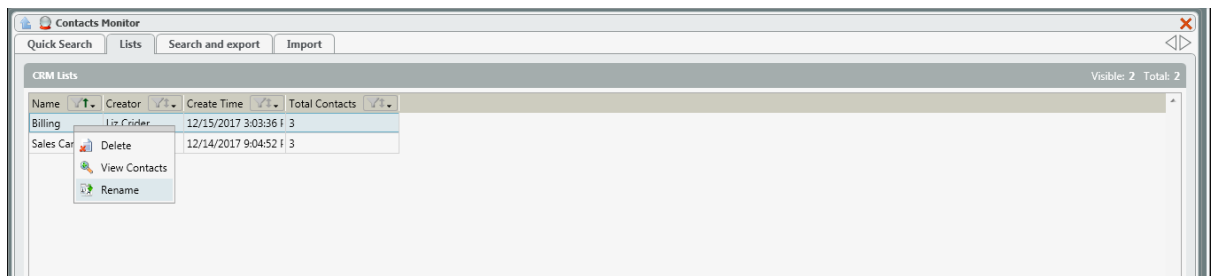 Contacts Monitor
Quick Search Lists Search and export Import
CRM Lists Visible: 2 Total: 2
Name Creator Create Time Total Contacts
Billing Liz Crider 12/15/2017 3:03:36 3
Sales 12/14/2017 9:04:52 3
Delete
View Contacts
Rename